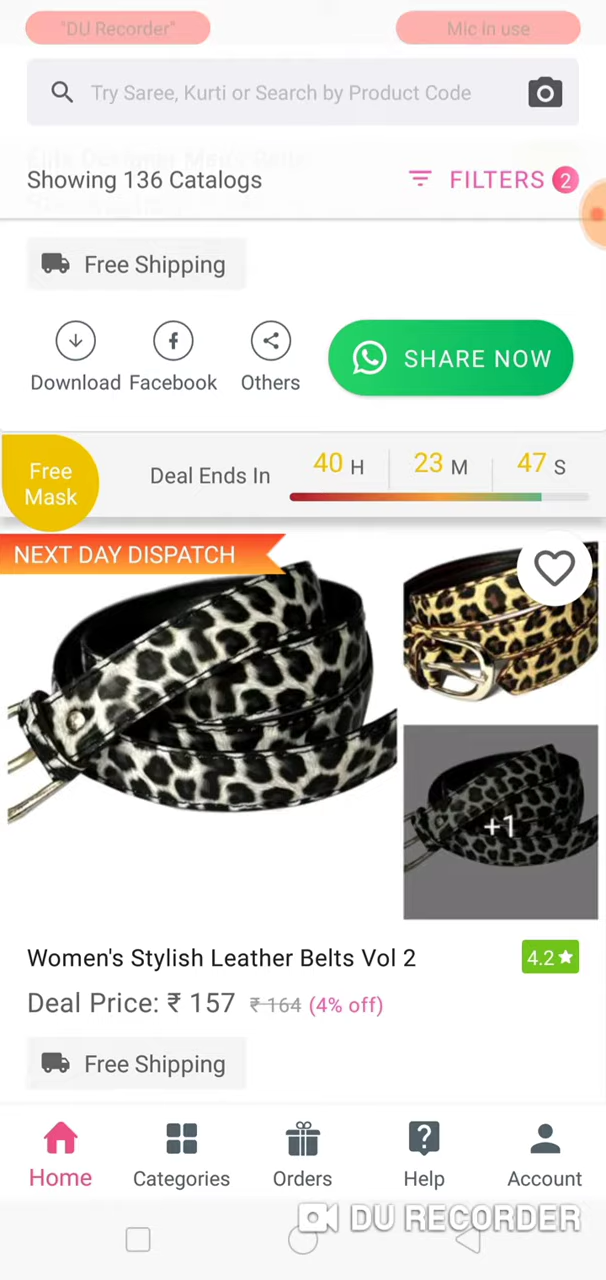 "DU Recorder" Mic in use
Try Saree, Kurti or Search by Product Code
Showing 136 Catalogs FILTERS 2
Free Shipping
Download Facebook Others SHARE NOW
Free
Mask
Deal Ends In 40 H 23 M 47 S
NEXT DAY DISPATCH
+1
Women's Stylish Leather Belts Vol 2 4.2
Deal Price: ₹ 157 ₹ 164 (4% off)
Free Shipping
Home Categories Orders Help Account
DU RECORDER